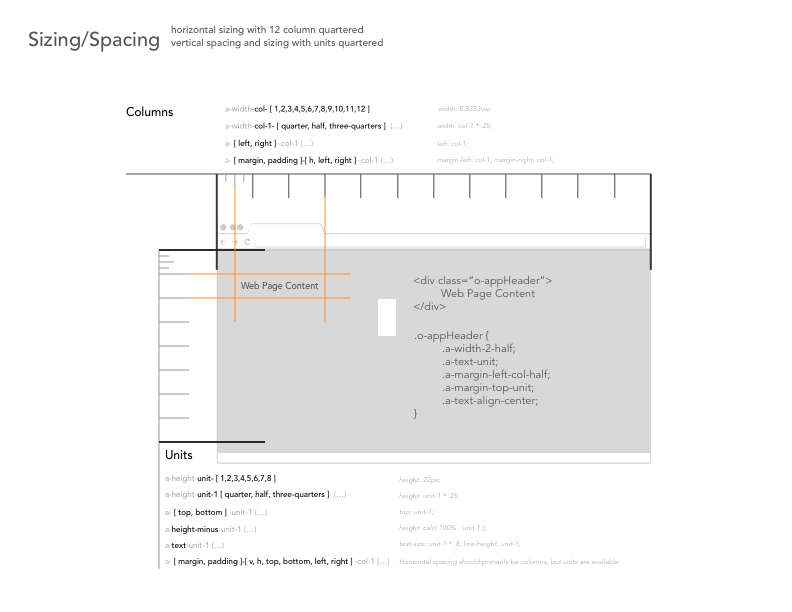 Sizing/Spacing
horizontal sizing with 12 column quartered
vertical spacing and sizing with units quartered
Columns
a-width-col- [ 1,2,3,4,5,6,7,8,9,10,11,12 ]
width: 8.3333vw;
a-width-col-1- [ quarter, half, three-quarters ] (...)
width: col-1 * .25;
a- [ left, right ] -col-1 (...)
left: col-1;
a- [ margin, padding ]-[ h, left, right ] -col-1 (...)
margin-left: col-1; margin-right: col-1;
Web Page Content
<div class="o-appHeader">
Web Page Content
</div>
.o-appHeader {
.a-width-2-half;
.a-text-unit;
.a-margin-left-col-half;
.a-margin-top-unit;
.a-text-align-center;
}
Units
a-height-unit- [ 1,2,3,4,5,6,7,8 ]
height: 22px;
a-height-unit-1 [ quarter, half, three-quarters ] (...)
height: unit-1 * .25;
a- [ top, bottom ] -unit-1 (...)
top: unit-1;
a-height-minus-unit-1 (...)
height: calc( 100% - unit-1 );
a-text-unit-1 (...)
text-size: unit-1 * .8; line-height: unit-1;
a- [ margin, padding ]-[ v, h, top, bottom, left, right ] -col-1 (...)
Horizontal spacing should primarily be columns, but units are available